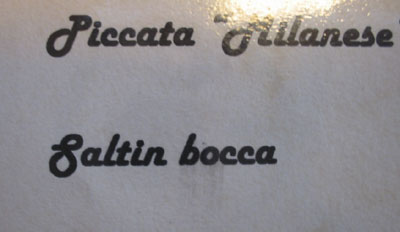 Piccata "Milanese"
Saltin bocca